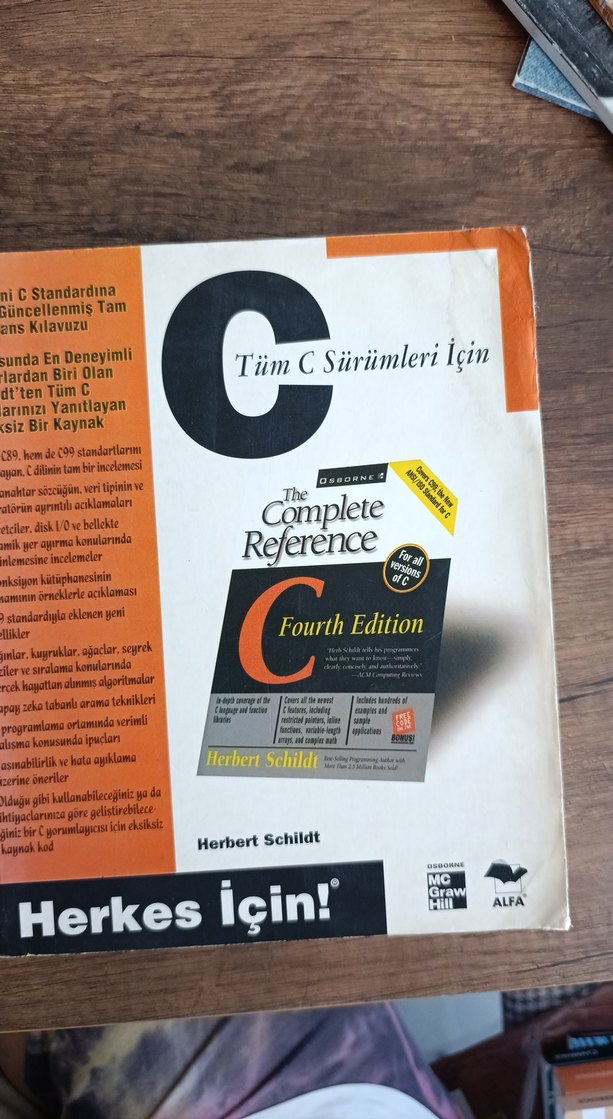 ni C Standardına
Güncellenmiş Tam
ans Kılavuzu
sunda En Deneyimli
rlardan Biri Olan
dt'ten Tüm C
larınızı Yanıtlayan
ksiz Bir Kaynak
C89, hem de C99 standartlarını
ayan, C dilinin tam bir incelemesi
anahtar sözcüğün, veri tipinin ve
ratörün ayrıntılı açıklamaları
retçiler, disk I/O ve bellekte
amik yer ayırma konularında
inlemesine incelemeler
onksiyon kütüphanesinin
namının örneklerle açıklaması
9 standardıyla eklenen yeni
ellikler
ığınlar, kuyruklar, ağaçlar, seyrek
ziler ve sıralama konularında
erçek hayattan alınmış algoritmalar
apay zeka tabanlı arama teknikleri
programlama ortamında verimli
alışma konusunda ipuçları
aşınabilirlik ve hata ayıklama
üzerine öneriler
Olduğu gibi kullanabileceğiniz ya da
ihtiyaçlarınıza göre geliştirebilece-
ğiniz bir C yorumlayıcısı için eksiksiz
kaynak kod
C
Tüm C Sürümleri İçin
OSBORNE
Covers C99, the New
ANSI/ISO Standard for C
The
Complete
Reference
For all
versions
of C
C
Fourth Edition
"Herb Schildt tells his programmers
what they want to know—simply,
clearly, concisely, and authoritatively."
—ACM Computing Reviews
In-depth coverage of the
C language and function
libraries
Covers all the newest
C features, including
restricted pointers, inline
functions, variable-length
arrays, and complex math
Includes hundreds of
examples and
sample
applications
FREE
CODE
BONUS!
Herbert Schildt
Best-Selling Programming Author with
More Than 2.5 Million Books Sold!
Herbert Schildt
OSBORNE
Mc
Graw
Hill
ALFA®
Herkes İçin!®